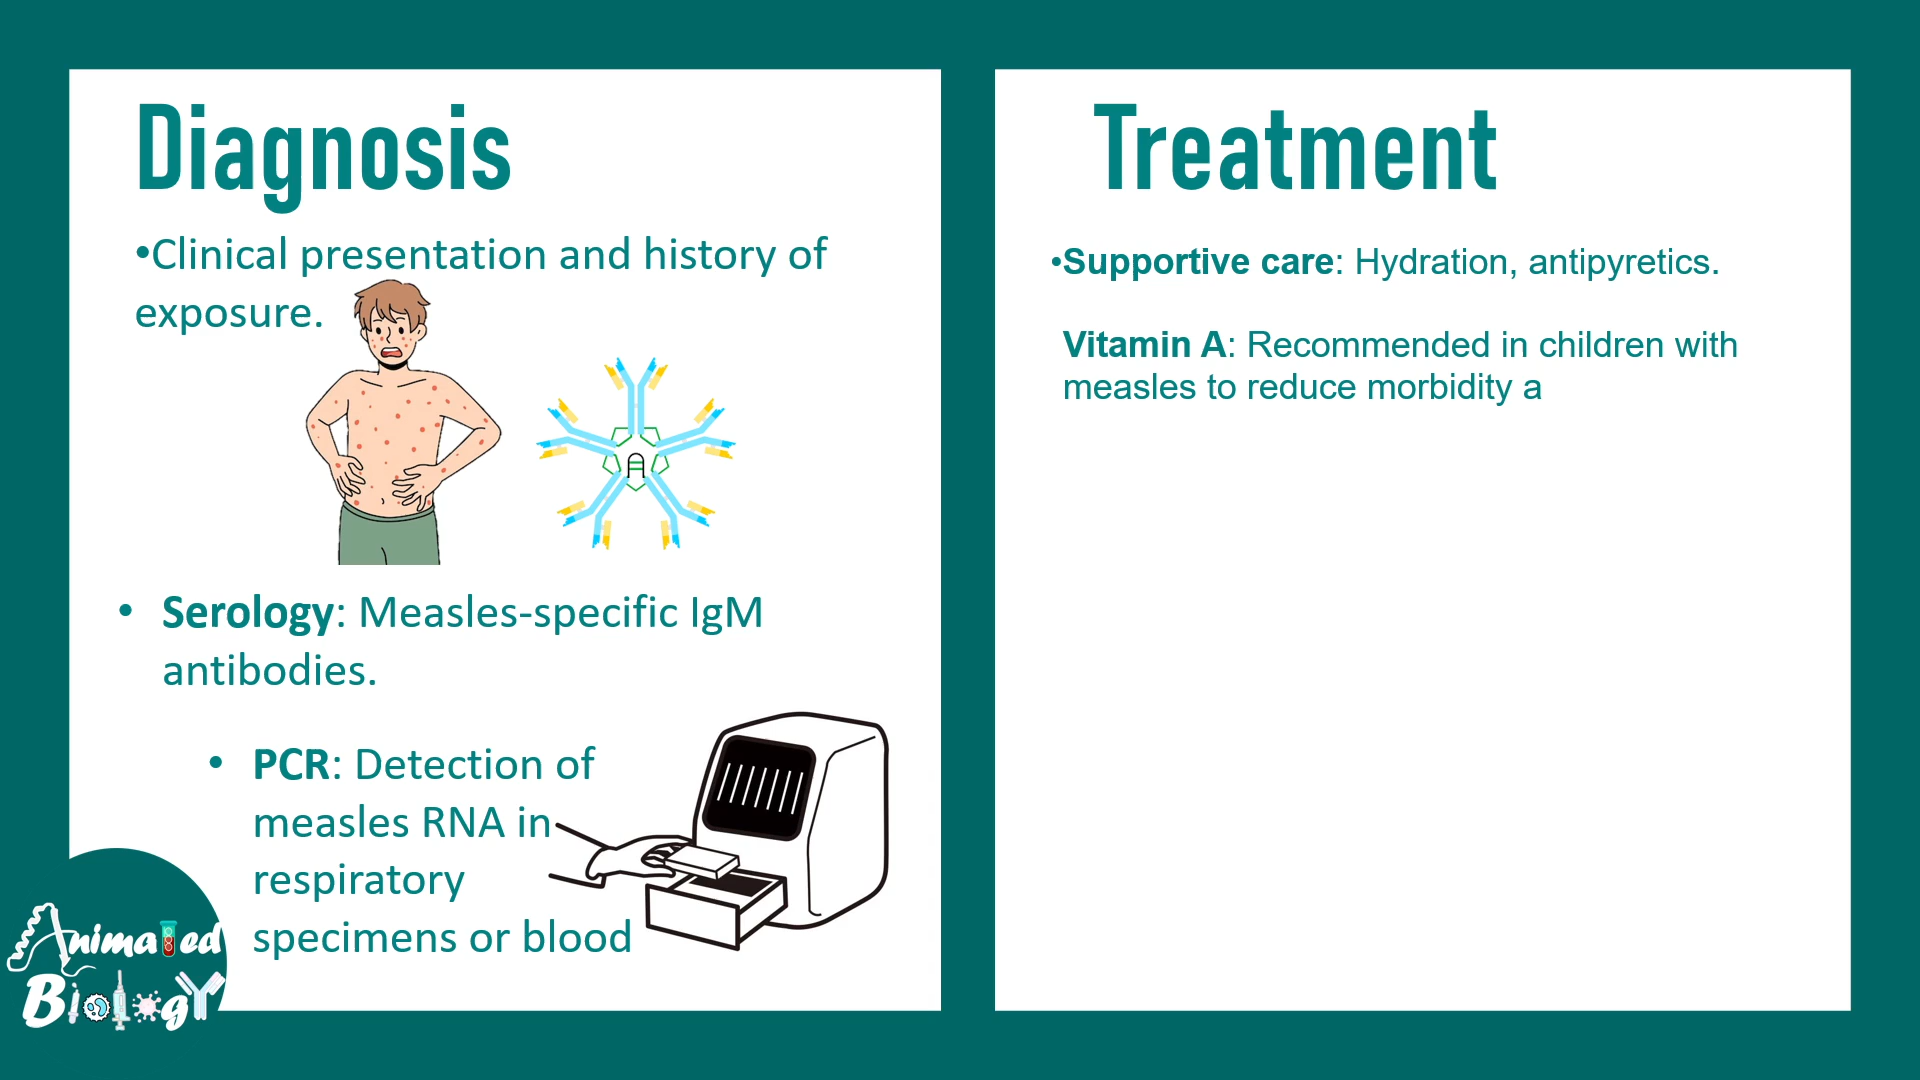 Diagnosis
•Clinical presentation and history of
exposure.
• Serology: Measles-specific IgM
antibodies.
• PCR: Detection of
measles RNA in
respiratory
specimens or blood
Animated
Biology
Treatment
•Supportive care: Hydration, antipyretics.
Vitamin A: Recommended in children with
measles to reduce morbidity a